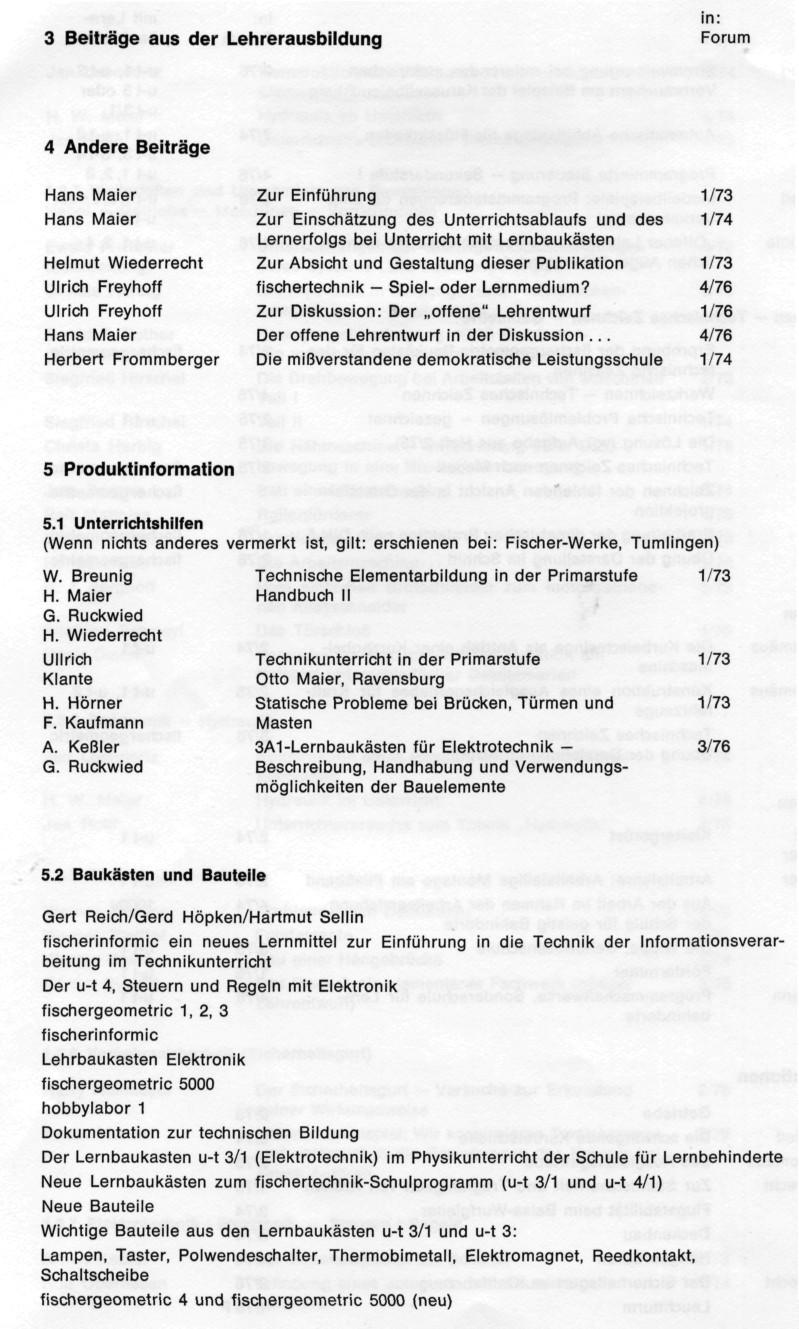 in:
3 Beiträge aus der Lehrerausbildung Forum
4 Andere Beiträge
Hans Maier Zur Einführung 1/73
Hans Maier Zur Einschätzung des Unterrichtsablaufs und des 1/74
Lernerfolgs bei Unterricht mit Lernbaukästen
Helmut Wiederrecht Zur Absicht und Gestaltung dieser Publikation 1/73
Ulrich Freyhoff fischertechnik — Spiel- oder Lernmedium? 4/76
Ulrich Freyhoff Zur Diskussion: Der „offene" Lehrentwurf 1/76
Hans Maier Der offene Lehrentwurf in der Diskussion ... 4/76
Herbert Frommberger Die mißverstandene demokratische Leistungsschule 1/74
5 Produktinformation
5.1 Unterrichtshilfen
(Wenn nichts anderes vermerkt ist, gilt: erschienen bei: Fischer-Werke, Tumlingen)
W. Breunig Technische Elementarbildung in der Primarstufe 1/73
H. Maier Handbuch II
G. Ruckwied
H. Wiederrecht
Ullrich Technikunterricht in der Primarstufe 1/73
Klante Otto Maier, Ravensburg
H. Hörner Statische Probleme bei Brücken, Türmen und 1/73
F. Kaufmann Masten
A. Keßler 3A1-Lernbaukästen für Elektrotechnik — 3/76
G. Ruckwied Beschreibung, Handhabung und Verwendungs-
möglichkeiten der Bauelemente
5.2 Baukästen und Bauteile
Gert Reich/Gerd Höpken/Hartmut Sellin
fischerinformic ein neues Lernmittel zur Einführung in die Technik der Informationsverar-
beitung im Technikunterricht
Der u-t 4, Steuern und Regeln mit Elektronik
fischergeometric 1, 2, 3
fischerinformic
Lehrbaukasten Elektronik
fischergeometric 5000
hobbylabor 1
Dokumentation zur technischen Bildung
Der Lernbaukasten u-t 3/1 (Elektrotechnik) im Physikunterricht der Schule für Lernbehinderte
Neue Lernbaukästen zum fischertechnik-Schulprogramm (u-t 3/1 und u-t 4/1)
Neue Bauteile
Wichtige Bauteile aus den Lernbaukästen u-t 3/1 und u-t 3:
Lampen, Taster, Polwendeschalter, Thermobimetall, Elektromagnet, Reedkontakt,
Schaltscheibe
fischergeometric 4 und fischergeometric 5000 (neu)